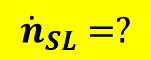 ṅ_SL =?